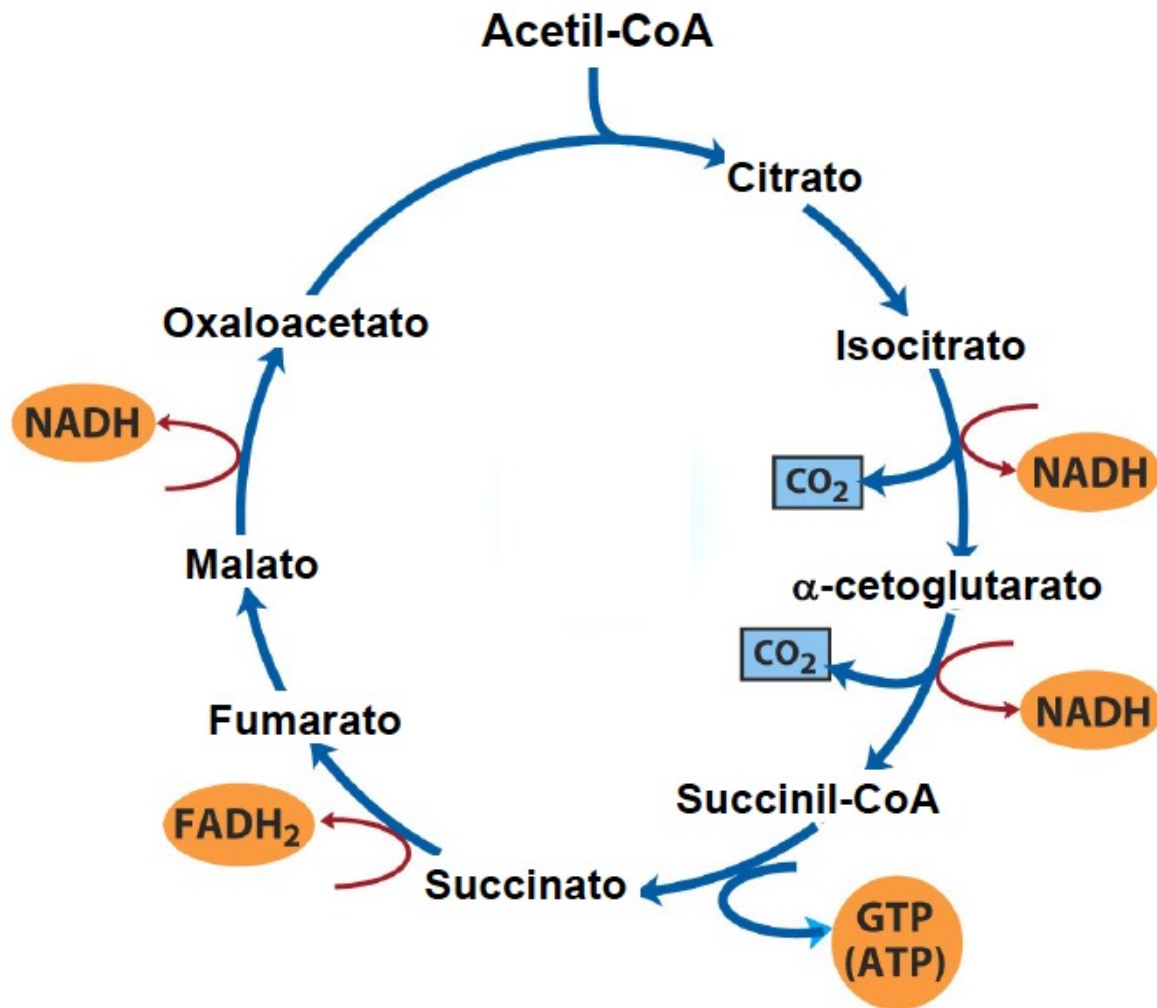 Acetil-CoA
Citrato
Isocitrato
NADH
CO₂
α-cetoglutarato
CO₂
NADH
Succinil-CoA
GTP
(ATP)
Succinato
FADH₂
Fumarato
Malato
NADH
Oxaloacetato